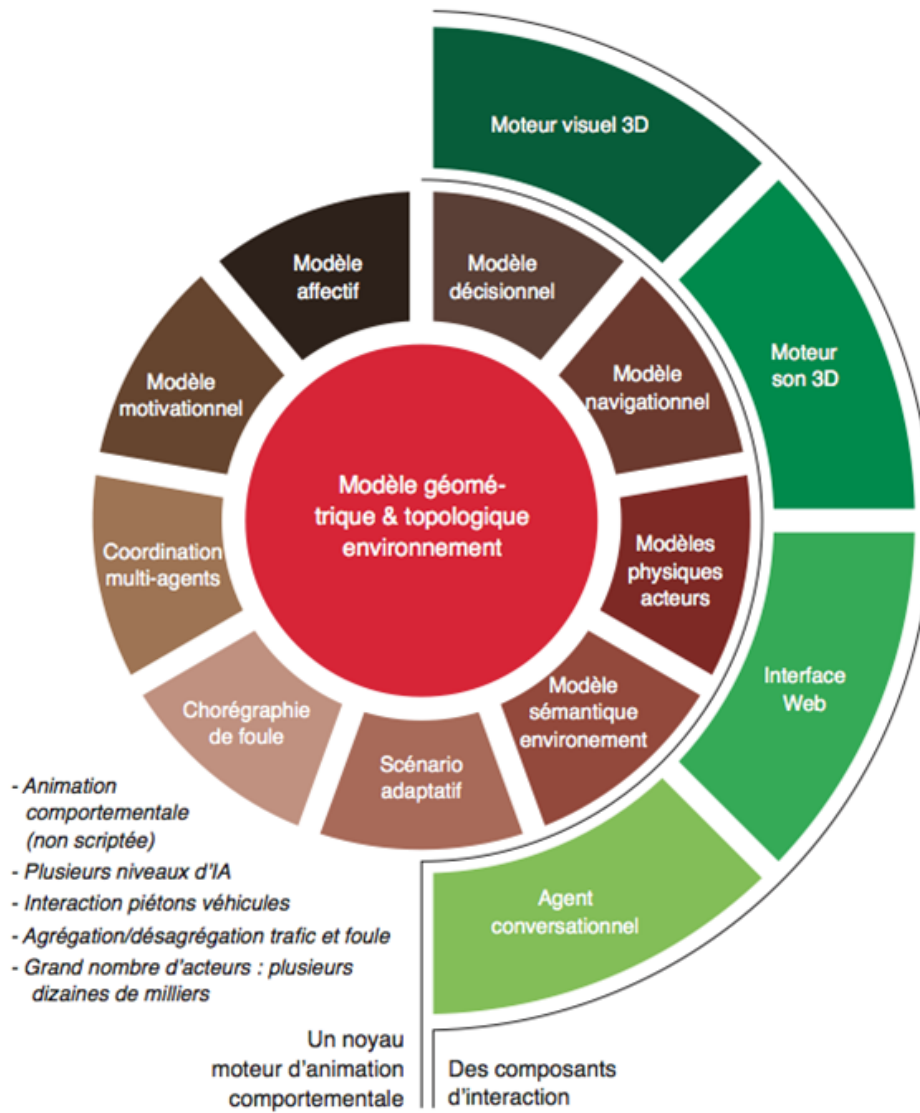 Moteur visuel 3D
Modèle
affectif
Modèle
décisionnel
Moteur
son 3D
Modèle
motivationnel
Modèle
navigationnel
Modèle géomé-
trique & topologique
environnement
Coordination
multi-agents
Modèles
physiques
acteurs
Interface
Web
Chorégraphie
de foule
Modèle
sémantique
environement
Scénario
adaptatif
Agent
conversationnel
- Animation
comportementale
(non scriptée)
- Plusieurs niveaux d'IA
- Interaction piétons véhicules
- Agrégation/désagrégation trafic et foule
- Grand nombre d'acteurs : plusieurs
dizaines de milliers
Un noyau
moteur d'animation
comportementale
Des composants
d'interaction